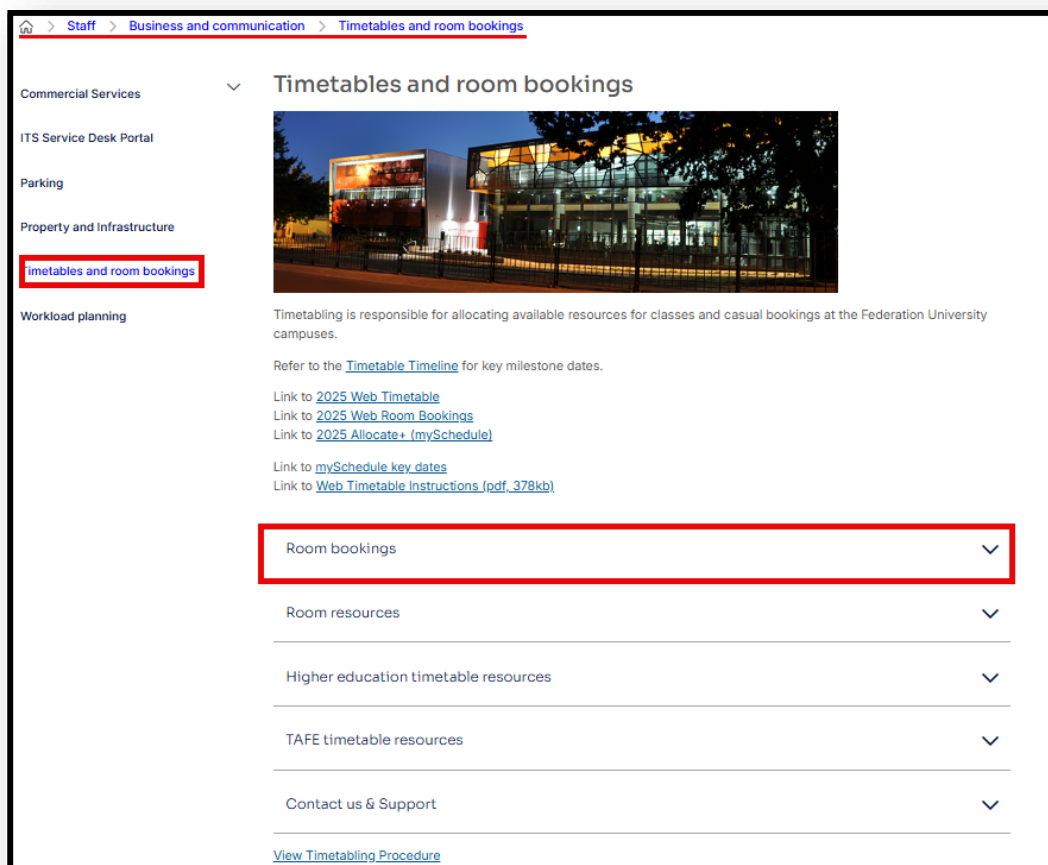 > Staff > Business and communication > Timetables and room bookings
Commercial Services
ITS Service Desk Portal
Parking
Property and Infrastructure
Timetables and room bookings
Workload planning
Timetables and room bookings
Timetabling is responsible for allocating available resources for classes and casual bookings at the Federation University
campuses.
Refer to the Timetable Timeline for key milestone dates.
Link to 2025 Web Timetable
Link to 2025 Web Room Bookings
Link to 2025 Allocate+ (mySchedule)
Link to mySchedule key dates
Link to Web Timetable Instructions (pdf, 378kb)
Room bookings
Room resources
Higher education timetable resources
TAFE timetable resources
Contact us & Support
View Timetabling Procedure